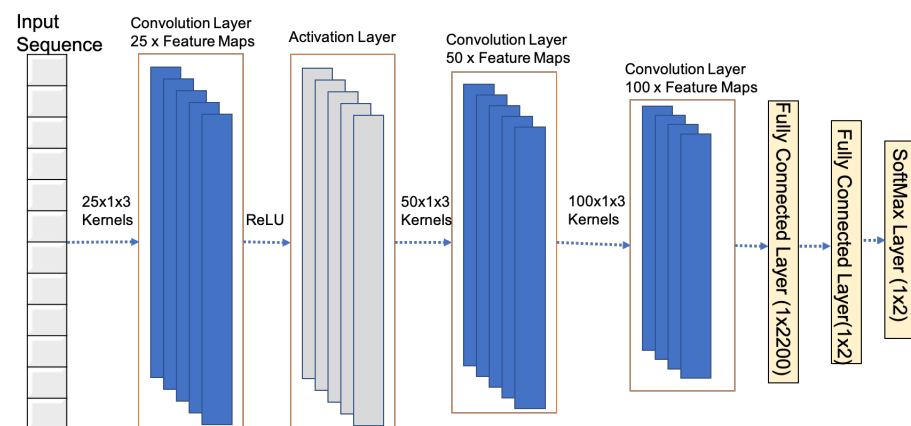 Input
Sequence
Convolution Layer
25 x Feature Maps
Activation Layer
Convolution Layer
50 x Feature Maps
Convolution Layer
100 x Feature Maps
25x1x3
Kernels
ReLU
50x1x3
Kernels
100x1x3
Kernels
Fully Connected Layer (1x2200)
Fully Connected Layer(1x2)
SoftMax Layer (1x2)